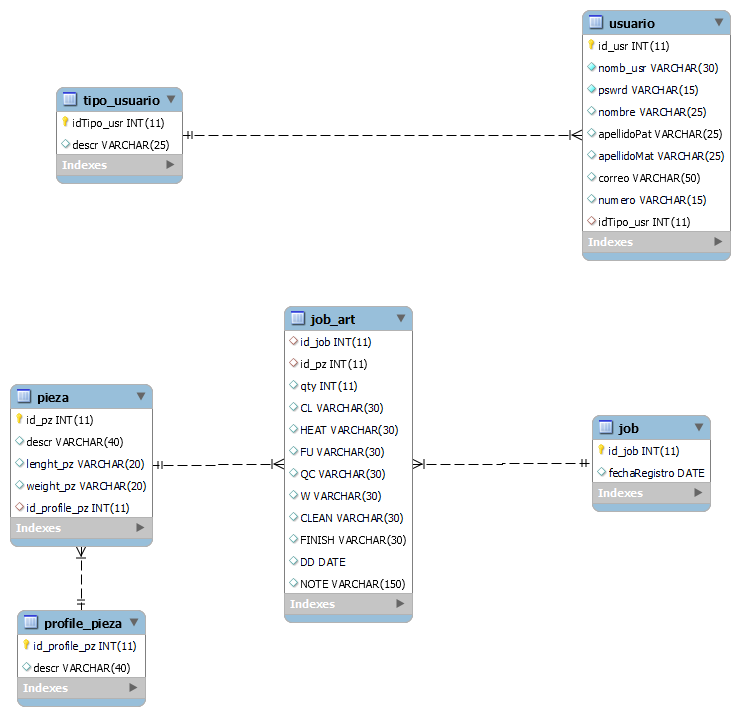 usuario
id_usr INT(11)
nomb_usr VARCHAR(30)
pswrd VARCHAR(15)
nombre VARCHAR(25)
apellidoPat VARCHAR(25)
apellidoMat VARCHAR(25)
correo VARCHAR(50)
numero VARCHAR(15)
idTipo_usr INT(11)
Indexes
tipo_usuario
idTipo_usr INT(11)
descr VARCHAR(25)
Indexes
job_art
id_job INT(11)
id_pz INT(11)
qty INT(11)
CL VARCHAR(30)
HEAT VARCHAR(30)
FU VARCHAR(30)
QC VARCHAR(30)
W VARCHAR(30)
CLEAN VARCHAR(30)
FINISH VARCHAR(30)
DD DATE
NOTE VARCHAR(150)
Indexes
pieza
id_pz INT(11)
descr VARCHAR(40)
lenght_pz VARCHAR(20)
weight_pz VARCHAR(20)
id_profile_pz INT(11)
Indexes
job
id_job INT(11)
fechaRegistro DATE
Indexes
profile_pieza
id_profile_pz INT(11)
descr VARCHAR(40)
Indexes